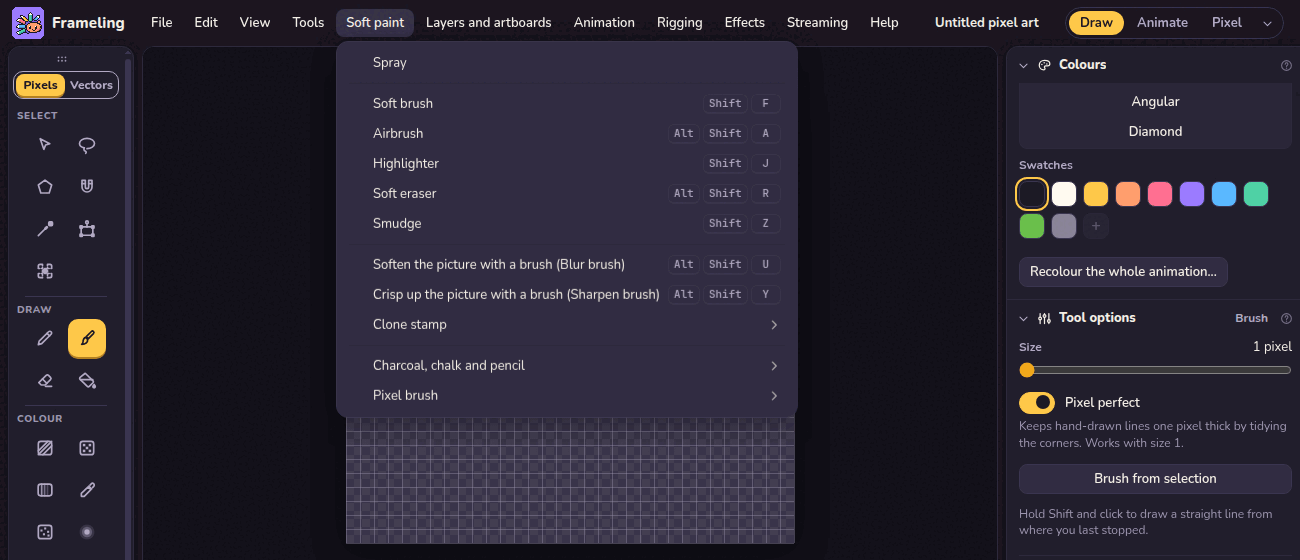 Frameling File Edit View Tools Soft paint Layers and artboards Animation Rigging Effects Streaming Help Untitled pixel art Draw Animate Pixel
Pixels Vectors
SELECT
DRAW
COLOUR
Spray
Soft brush Shift F
Airbrush Alt Shift A
Highlighter Shift J
Soft eraser Alt Shift R
Smudge Shift Z
Soften the picture with a brush (Blur brush) Alt Shift U
Crisp up the picture with a brush (Sharpen brush) Alt Shift Y
Clone stamp
Charcoal, chalk and pencil
Pixel brush
Colours
Angular
Diamond
Swatches
+
Recolour the whole animation...
Tool options Brush
Size 1 pixel
Pixel perfect
Keeps hand-drawn lines one pixel thick by tidying
the corners. Works with size 1.
Brush from selection
Hold Shift and click to draw a straight line from
where you last stopped.